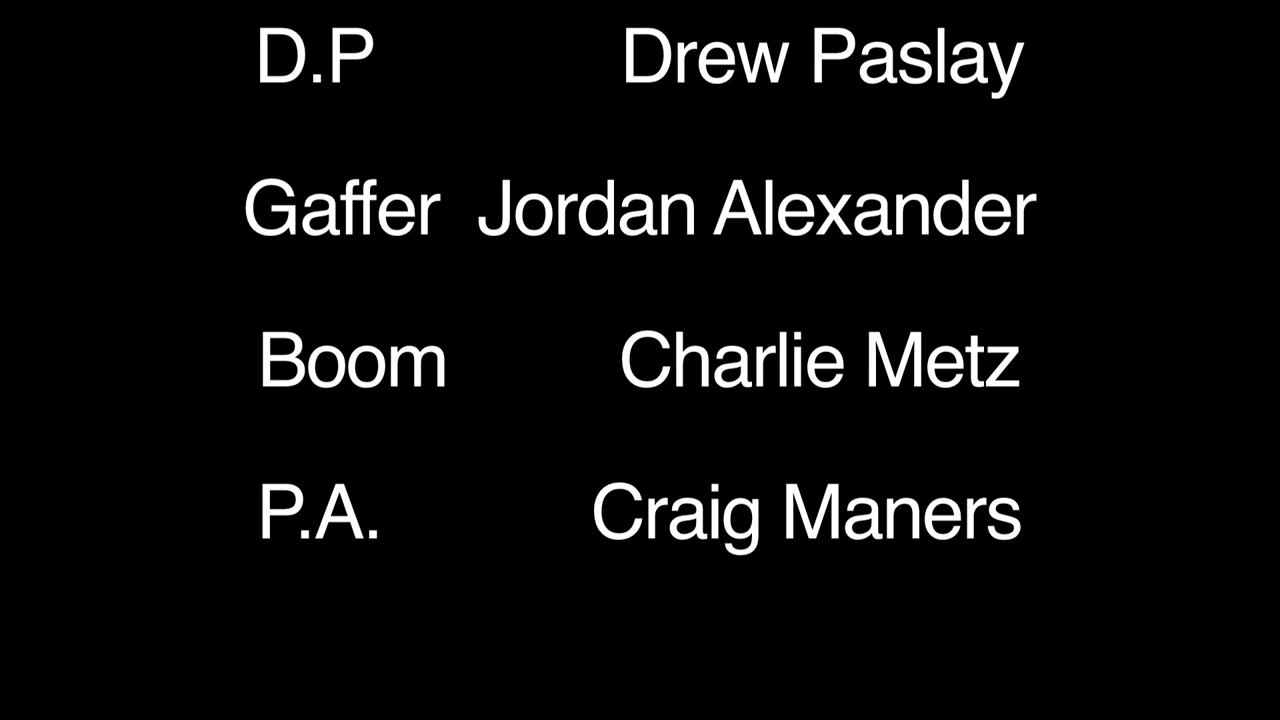 D.P Drew Paslay
Gaffer Jordan Alexander
Boom Charlie Metz
P.A. Craig Maners